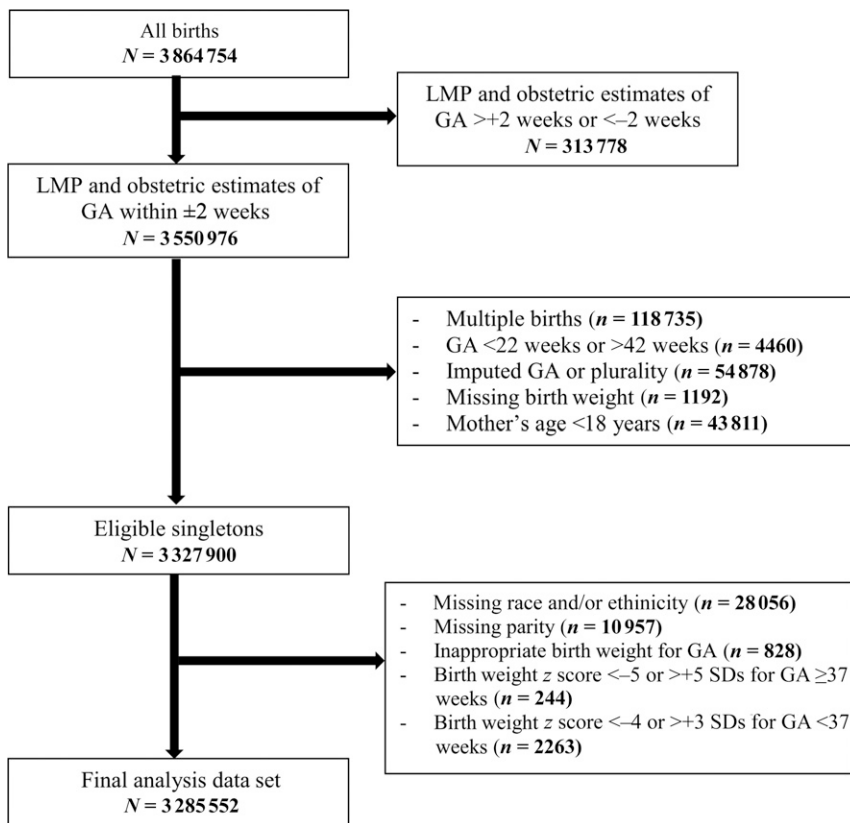 All births
N = 3 864 754
LMP and obstetric estimates of
GA >+2 weeks or <–2 weeks
N = 313 778
LMP and obstetric estimates of
GA within ±2 weeks
N = 3 550 976
- Multiple births (n = 118 735)
- GA <22 weeks or >42 weeks (n = 4460)
- Imputed GA or plurality (n = 54 878)
- Missing birth weight (n = 1192)
- Mother’s age <18 years (n = 43 811)
Eligible singletons
N = 3 327 900
- Missing race and/or ethinicity (n = 28 056)
- Missing parity (n = 10 957)
- Inappropriate birth weight for GA (n = 828)
- Birth weight z score <–5 or >+5 SDs for GA ≥37
weeks (n = 244)
- Birth weight z score <–4 or >+3 SDs for GA <37
weeks (n = 2263)
Final analysis data set
N = 3 285 552